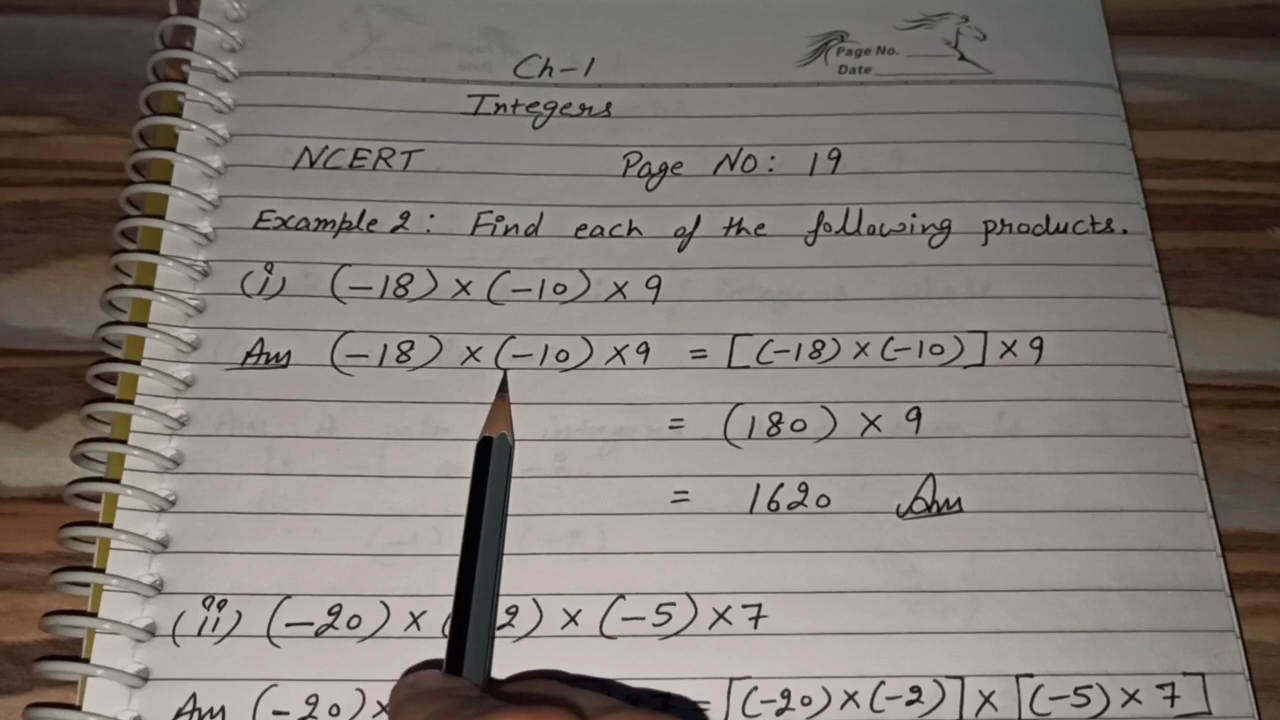 Page No.
Date
Ch-1
Integers
NCERT Page NO: 19
Example 2: Find each of the following products.
(i) (-18) × (-10) × 9
Ans (-18) × (-10) × 9 = [(-18) × (-10)] × 9
= (180) × 9
= 1620 Ans
(ii) (-20) × 2) × (-5) × 7
Ans (-20) × = [(-20) × (-2)] × [(-5) × 7]